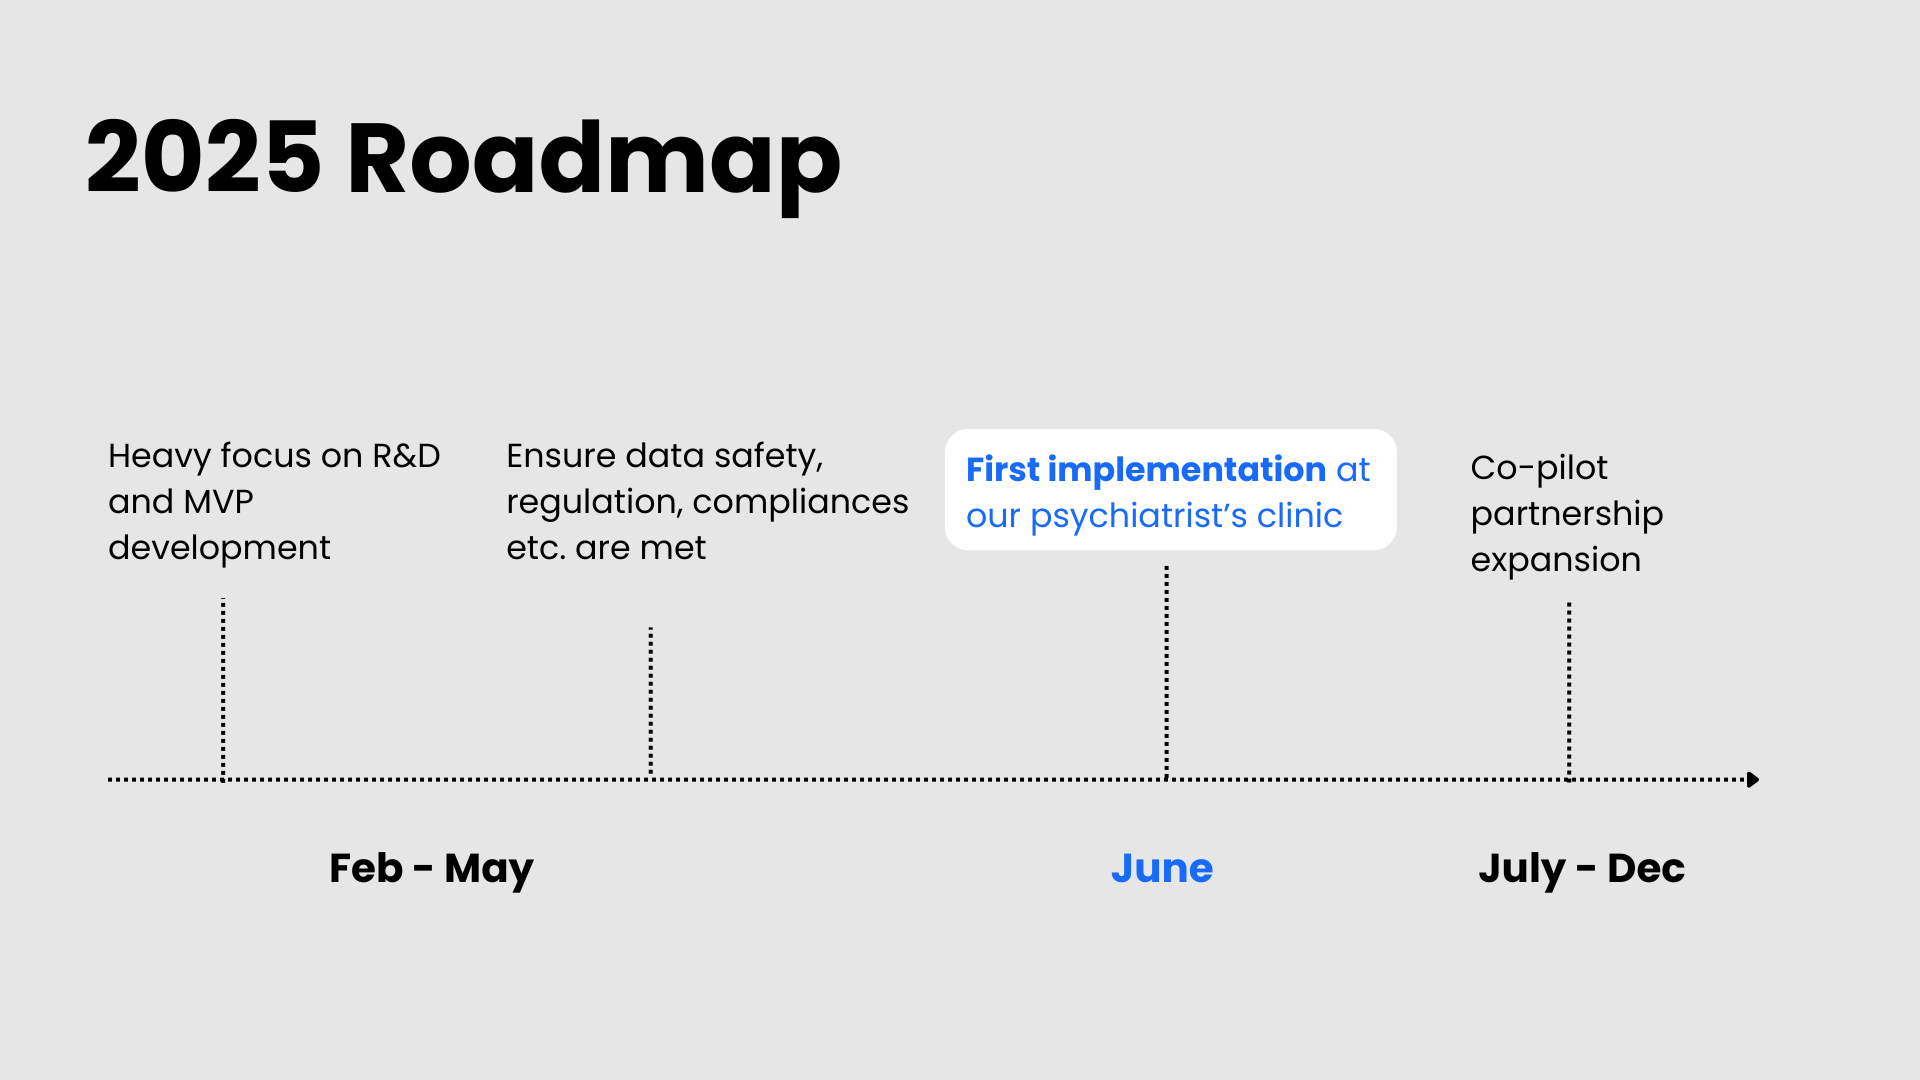 2025 Roadmap
Heavy focus on R&D
and MVP
development
Ensure data safety,
regulation, compliances
etc. are met
First implementation at
our psychiatrist’s clinic
Co-pilot
partnership
expansion
Feb - May
June
July - Dec